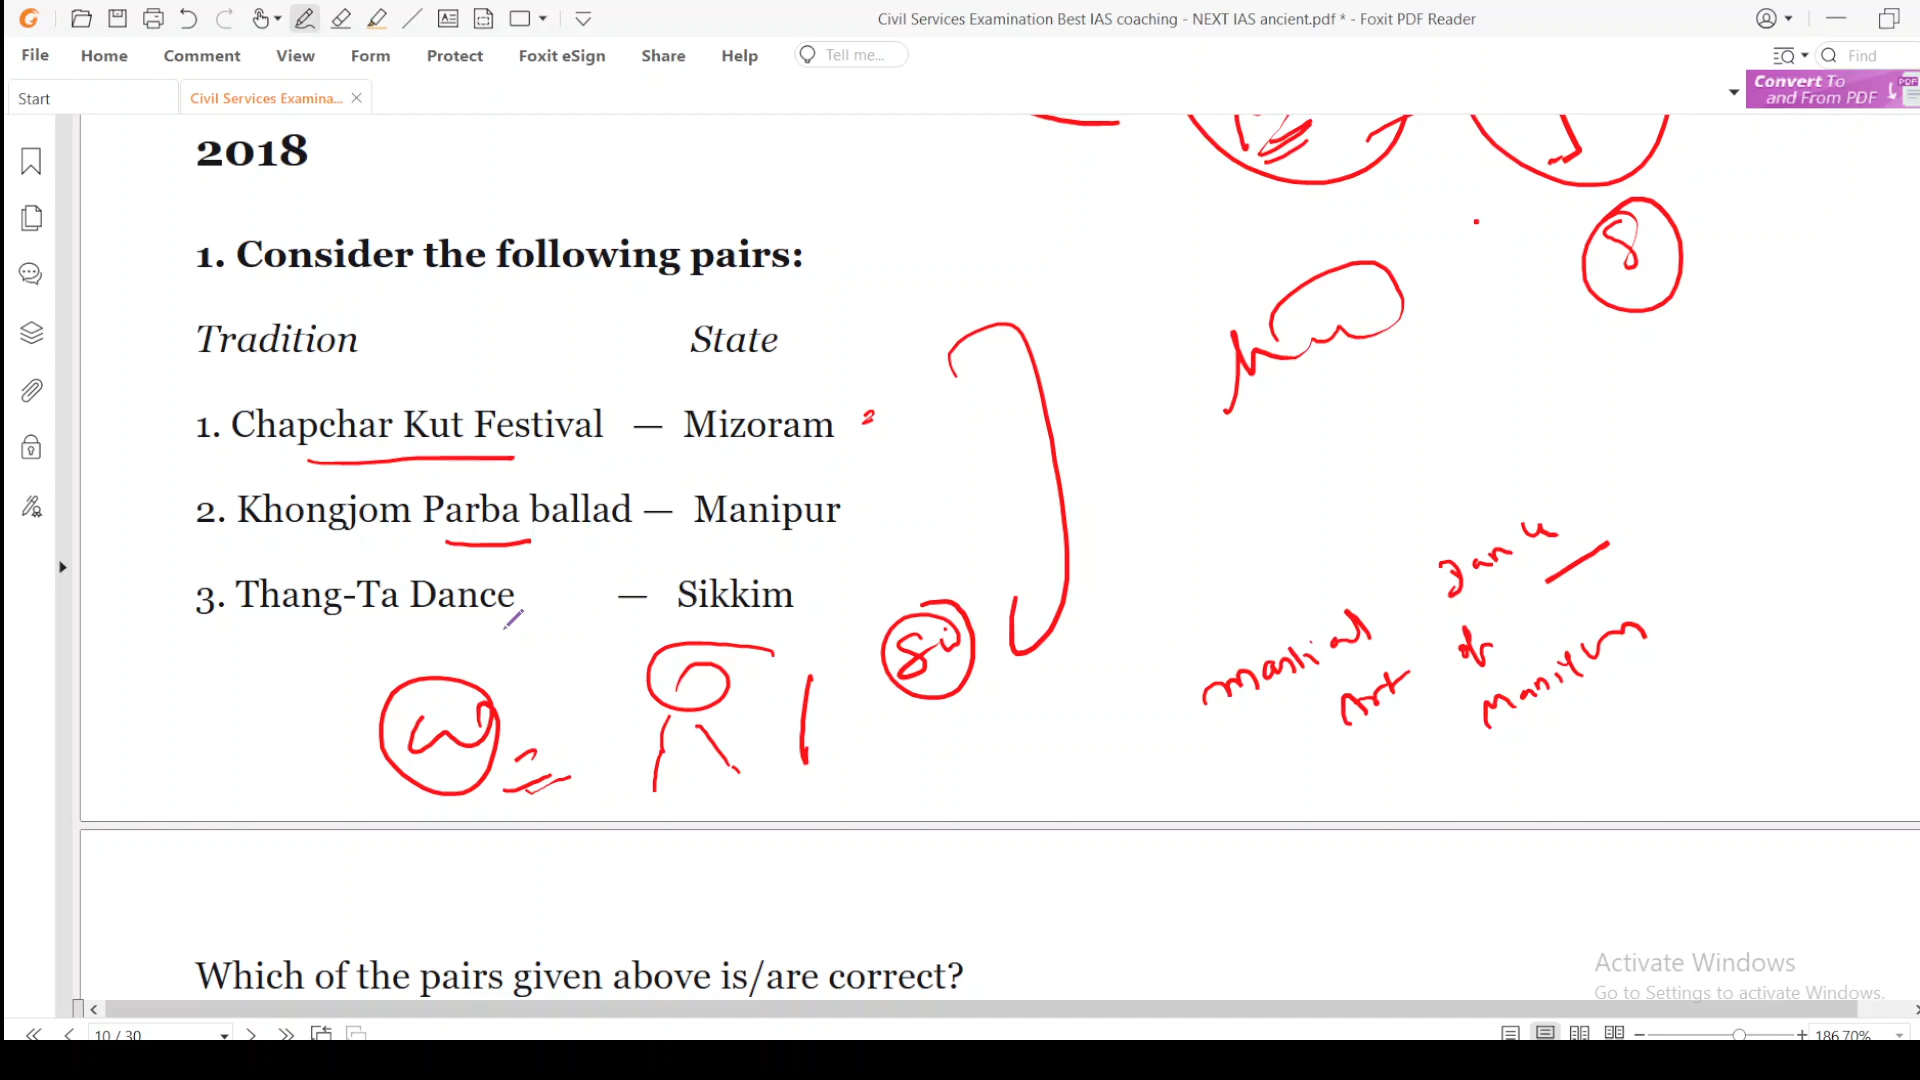 Civil Services Examination Best IAS coaching - NEXT IAS ancient.pdf * - Foxit PDF Reader
File Home Comment View Form Protect Foxit eSign Share Help Tell me... Find
Start Civil Services Examina...
Convert To
and From PDF
PDF
2018
8
1. Consider the following pairs:
Tradition State
1. Chapchar Kut Festival — Mizoram
2. Khongjom Parba ballad — Manipur
3. Thang-Ta Dance — Sikkim
martial
Art
of
Which of the pairs given above is/are correct?
Activate Windows
Go to Settings to activate Windows.
10 / 30 186.70%